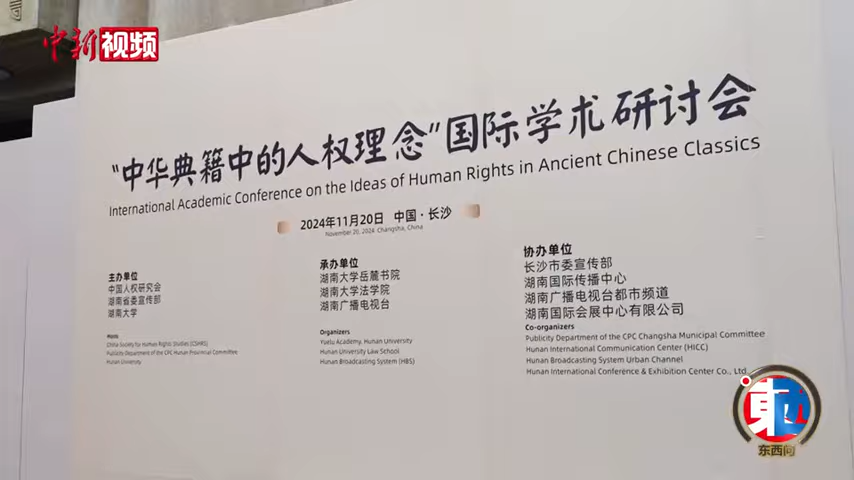 中新视频
"中华典籍中的人权理念"国际学术研讨会
International Academic Conference on the Ideas of Human Rights in Ancient Chinese Classics
2024年11月20日 中国·长沙
November 20, 2024 Changsha, China
主办单位
中国人权研究会
湖南省委宣传部
湖南大学
Hosts
China Society for Human Rights Studies (CSHRS)
Publicity Department of the CPC Hunan Provincial Committee
Hunan University
承办单位
湖南大学岳麓书院
湖南大学法学院
湖南广播电视台
Organizers
Yuelu Academy, Hunan University
Hunan University Law School
Hunan Broadcasting System (HBS)
协办单位
长沙市委宣传部
湖南国际传播中心
湖南广播电视台都市频道
湖南国际会展中心有限公司
Co-organizers
Publicity Department of the CPC Changsha Municipal Committee
Hunan International Communication Center (HICC)
Hunan Broadcasting System Urban Channel
Hunan International Conference & Exhibition Center Co., Ltd.
东西问